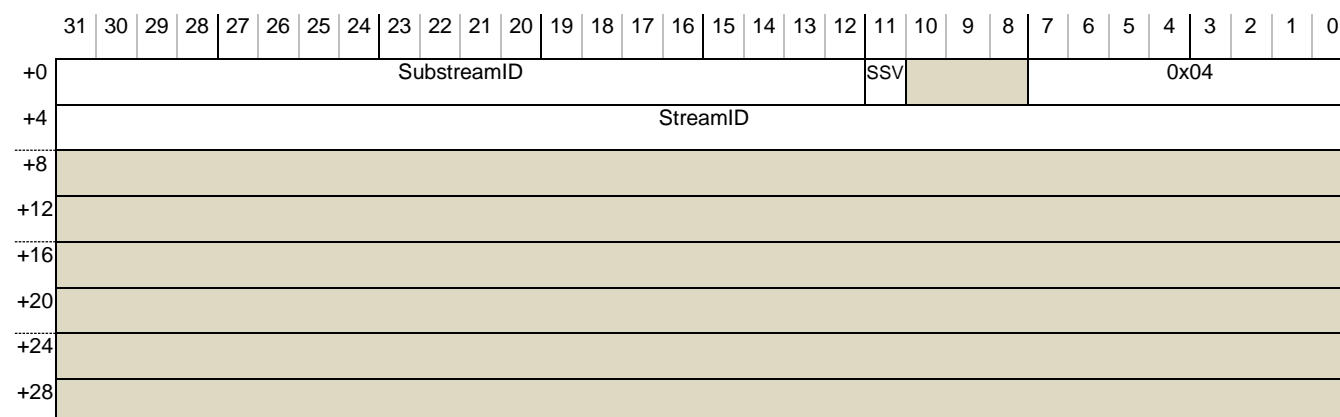 31 30 29 28 27 26 25 24 23 22 21 20 19 18 17 16 15 14 13 12 11 10 9 8 7 6 5 4 3 2 1 0
+0 SubstreamID SSV 0x04
+4 StreamID
+8
+12
+16
+20
+24
+28